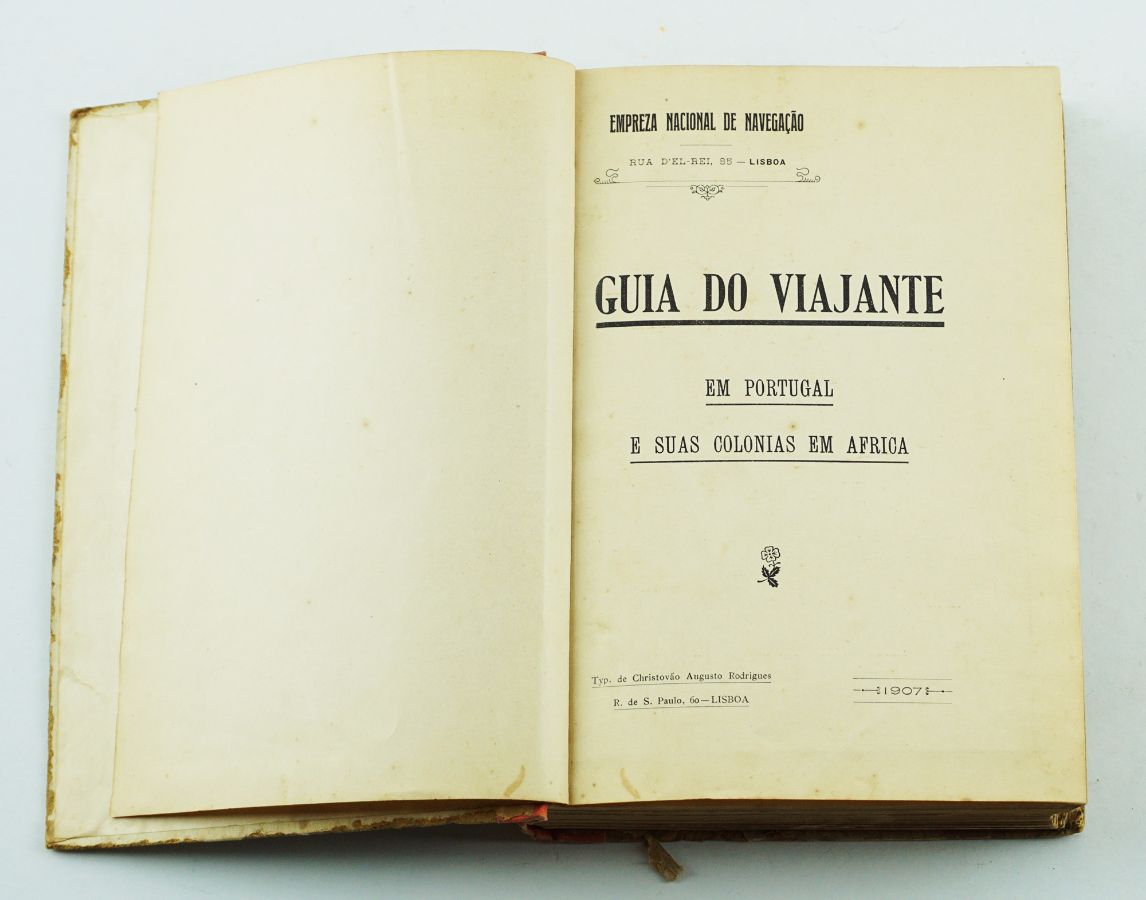 EMPREZA NACIONAL DE NAVEGAÇÃO
RUA D'EL-REI, 85 — LISBOA
GUIA DO VIAJANTE
EM PORTUGAL
E SUAS COLONIAS EM AFRICA
Typ. de Christovão Augusto Rodrigues
R. de S. Paulo, 60—LISBOA
1907